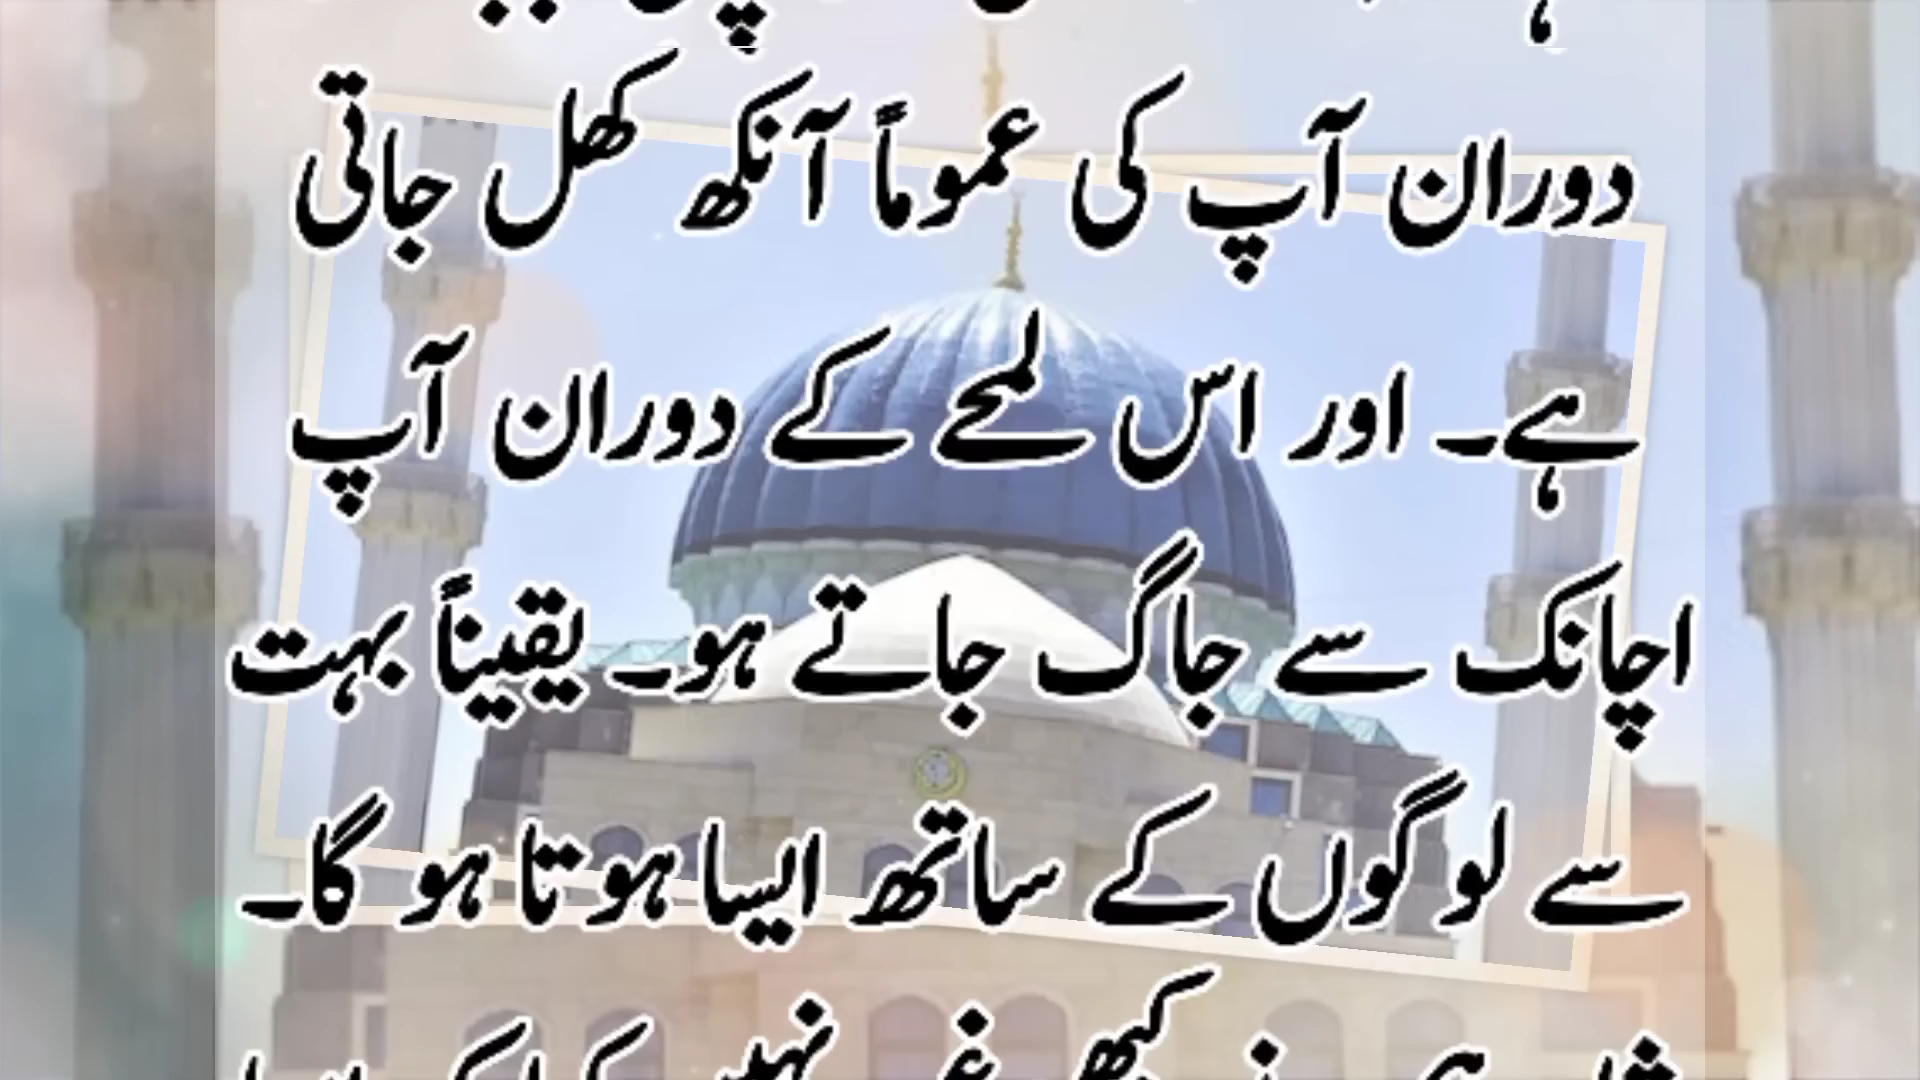 دوران آپ کی عموماً آنکھ کھل جاتی
ہے۔ اور اس لمحے کے دوران آپ
اچانک سے جاگ جاتے ہو۔ یقیناً بہت
سے لوگوں کے ساتھ ایسا ہوتا ہو گا۔